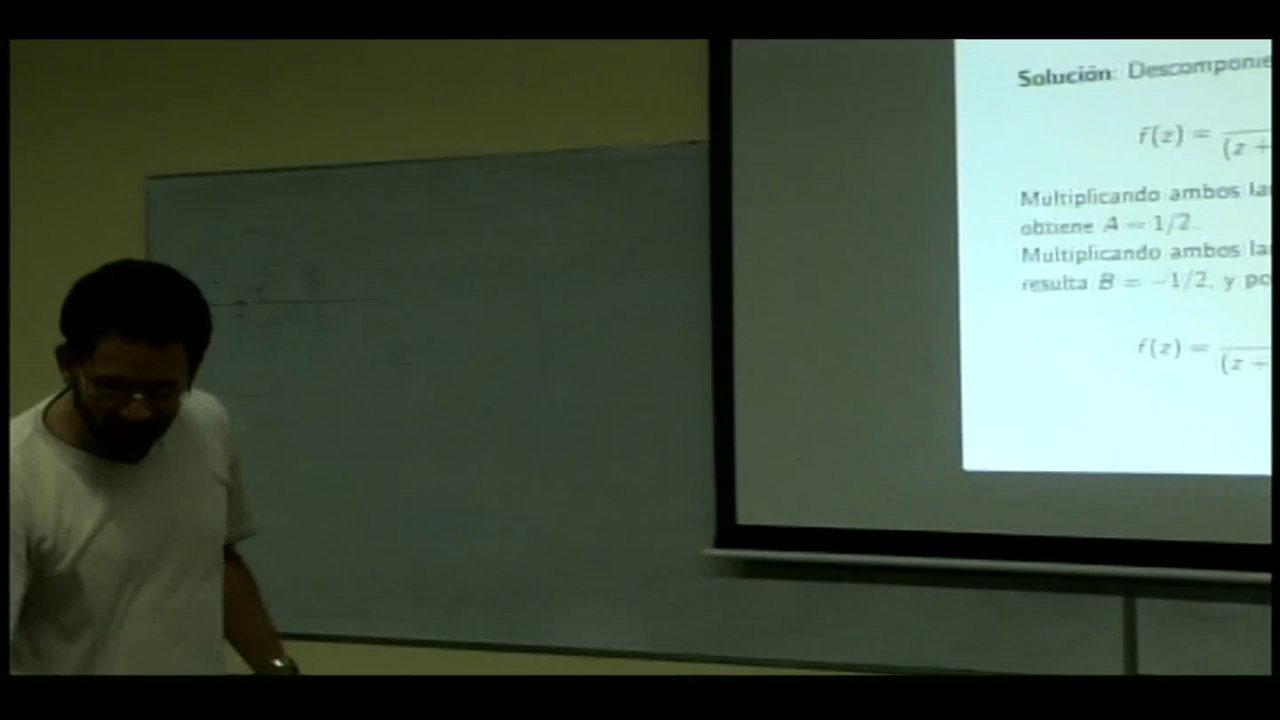 Solución: Descomponie
f(z) =
(z +
Multiplicando ambos la
obtiene A = 1/2.
Multiplicando ambos la
resulta B = −1/2, y po
f(z) =
(z +